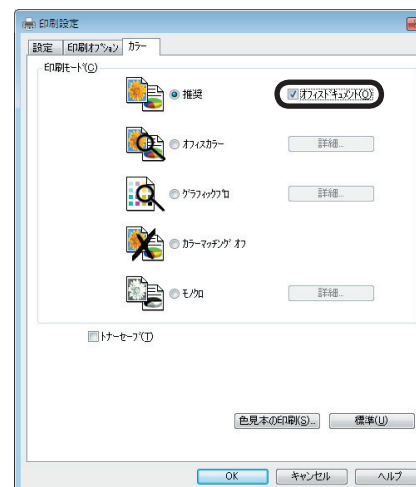 印刷設定
設定 印刷ｵﾌﾟｼｮﾝ ｶﾗｰ
印刷ﾓｰﾄﾞ(C)
推奨 ｵﾌｨｽﾄﾞｷｭﾒﾝﾄ(O)
ｵﾌｨｽｶﾗｰ 詳細...
ｸﾞﾗﾌｨｯｸﾌﾟﾛ 詳細...
ｶﾗｰﾏｯﾁﾝｸﾞ ｵﾌ
ﾓﾉｸﾛ 詳細...
ﾄﾅｰｾｰﾌﾞ(T)
色見本の印刷(S)... 標準(U)
OK キャンセル ヘルプ